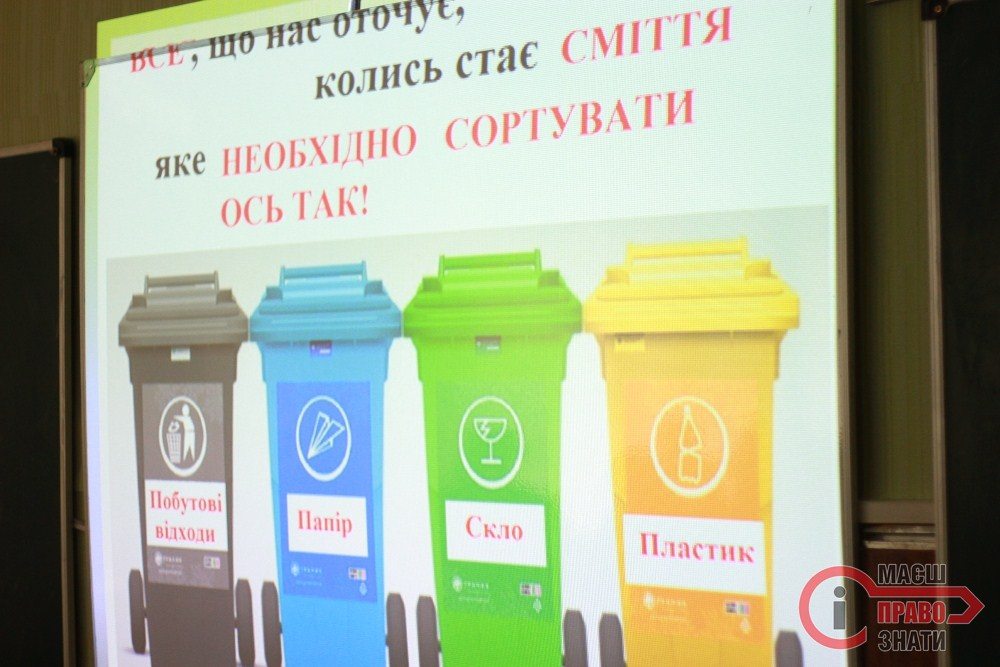 ВСЕ, що нас оточує,
колись стає СМІТТЯ
яке НЕОБХІДНО СОРТУВАТИ
ОСЬ ТАК!
Побутові
відходи
Папір
Скло
Пластик
МАЄШ
ПРАВО
ЗНАТИ